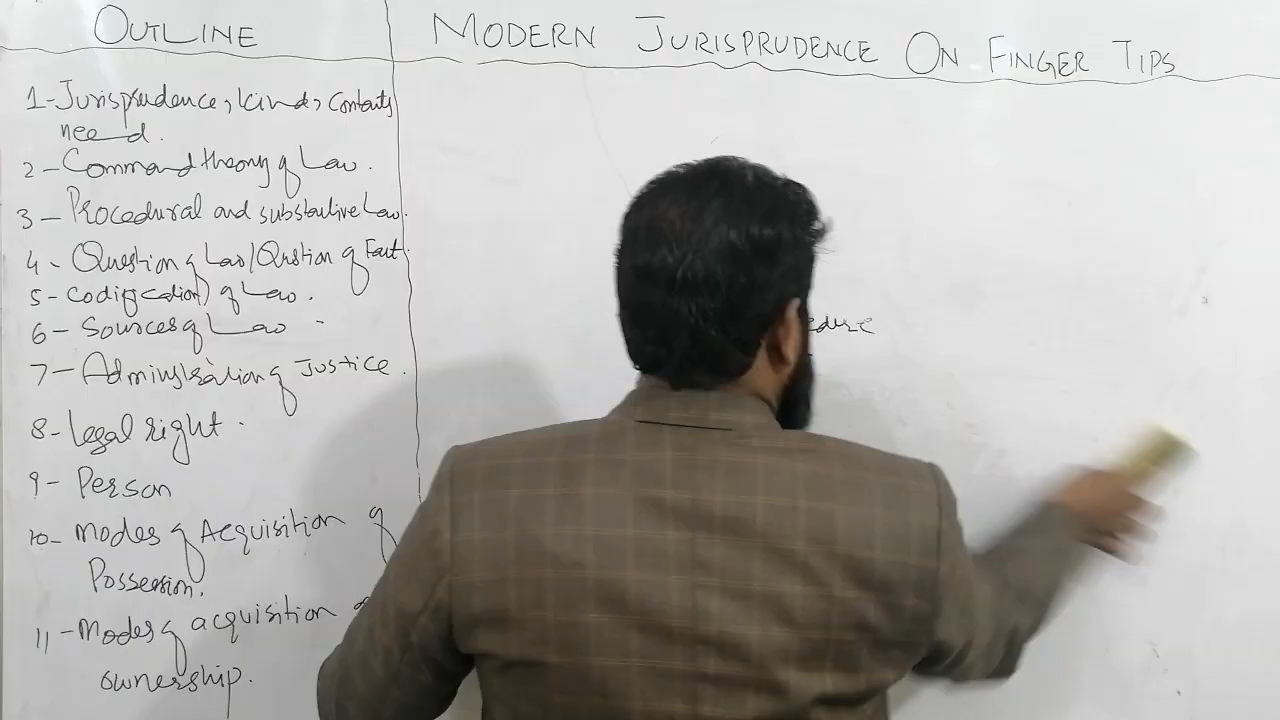 OUTLINE
MODERN JURISPRUDENCE ON FINGER TIPS
1-Jurisprudence, kinds, contents
need.
2-Command theory of Law.
3-Procedural and substantive Law.
4-Question of Law/Qustion of Fact.
5-codification of Law.
6-Sources of Law
7-Administration of Justice.
8-Legal right.
9-Person
10-Modes of Acquisition of
Possession.
11-Modes of acquisition
ownership.